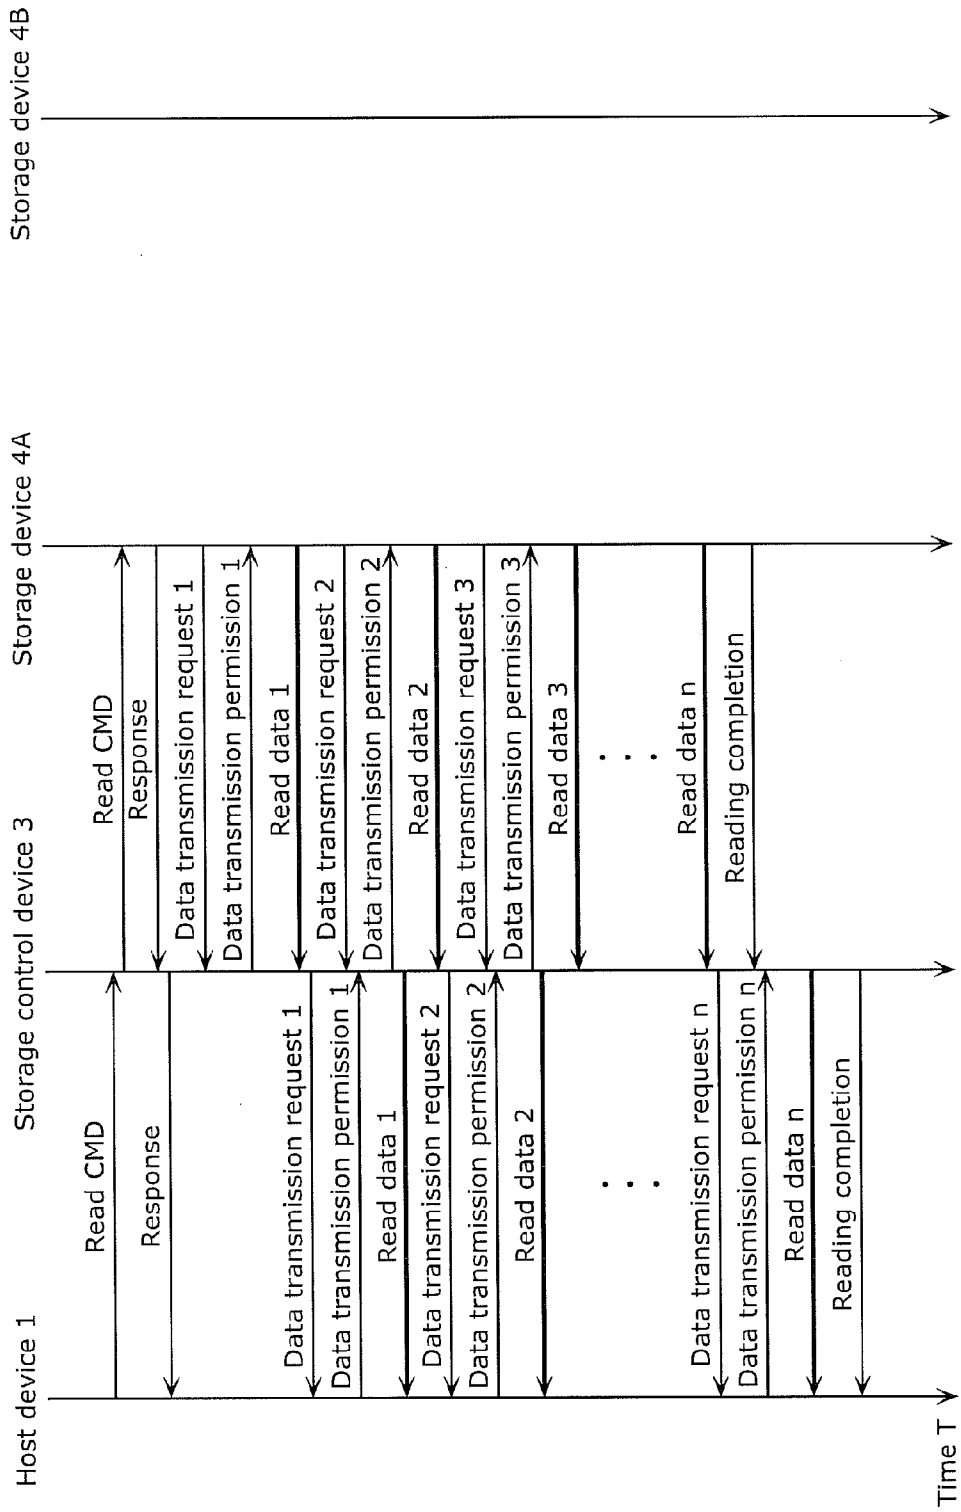 Host device 1
Storage control device 3
Storage device 4A
Storage device 4B
Read CMD
Read CMD
Response
Response
Data transmission request 1
Data transmission permission 1
Read data 1
Data transmission request 1
Data transmission request 2
Data transmission permission 1
Data transmission permission 2
Read data 1
Read data 2
Data transmission request 2
Data transmission request 3
Data transmission permission 2
Data transmission permission 3
Read data 2
Read data 3
. . .
. . .
Read data n
Data transmission request n
Reading completion
Data transmission permission n
Read data n
Reading completion
Time T